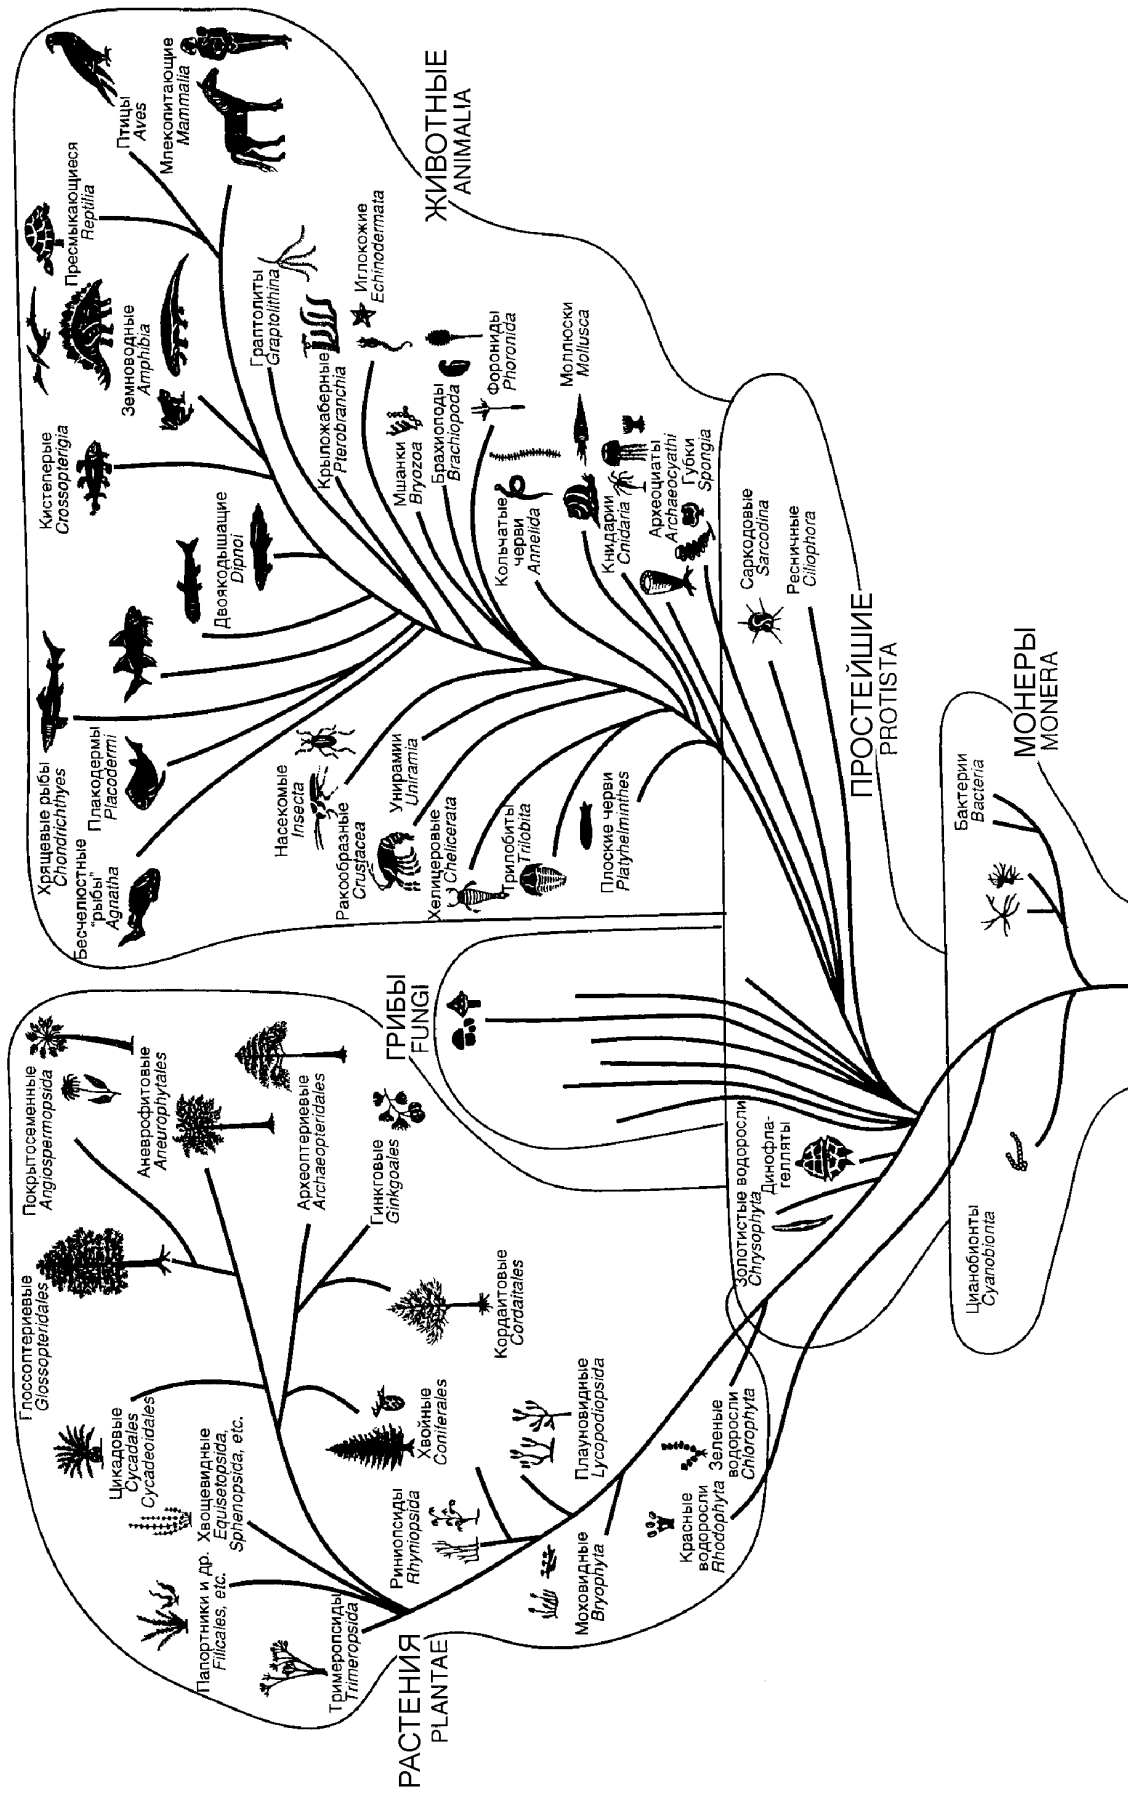 РАСТЕНИЯ
PLANTAE
Глоссоптериевые
Glossopteridales
Покрытосеменные
Angiospermopsida
Цикадовые
Cycadales
Cycadeoidales
Аневрофитовые
Aneurophytales
Хвощевидные
Equisetopsida,
Sphenopsida, etc.
Папортники и др.
Filicales, etc.
Археоптериевые
Archaeopteridales
Тримеропсиды
Trimeropsida
Гинкговые
Ginkgoales
Риниопсиды
Rhyniopsida
Хвойные
Coniferales
Кордаитовые
Cordaitales
Плауновидные
Lycopodiopsida
Моховидные
Bryophyta
Красные
водоросли
Rhodophyta
Зеленые
водоросли
Chlorophyta
ГРИБЫ
FUNGI
Золотистые водоросли
Chrysophyta
Динофла-
гелляты
Цианобионты
Cyanobionta
Бактерии
Bacteria
МОНЕРЫ
MONERA
ПРОСТЕЙШИЕ
PROTISTA
Саркодовые
Sarcodina
Ресничные
Ciliophora
ЖИВОТНЫЕ
ANIMALIA
Хрящевые рыбы
Chondrichthyes
Плакодермы
Placodermi
Бесчелюстные
"рыбы"
Agnatha
Кистеперые
Crossopterigia
Двоякодышащие
Dipnoi
Земноводные
Amphibia
Пресмыкающиеся
Reptilia
Птицы
Aves
Млекопитающие
Mammalia
Граптолиты
Graptolithina
Крыложаберные
Pterobranchia
Иглокожие
Echinodermata
Мшанки
Bryozoa
Брахиоподы
Brachiopoda
Форониды
Phoronida
Кольчатые
черви
Annelida
Моллюски
Mollusca
Книдарии
Cnidaria
Археоциаты
Archaeocyathi
Губки
Spongia
Насекомые
Insecta
Ракообразные
Crustacea
Унирамии
Uniramia
Хелицеровые
Chelicerata
Трилобиты
Trilobita
Плоские черви
Platyhelminthes